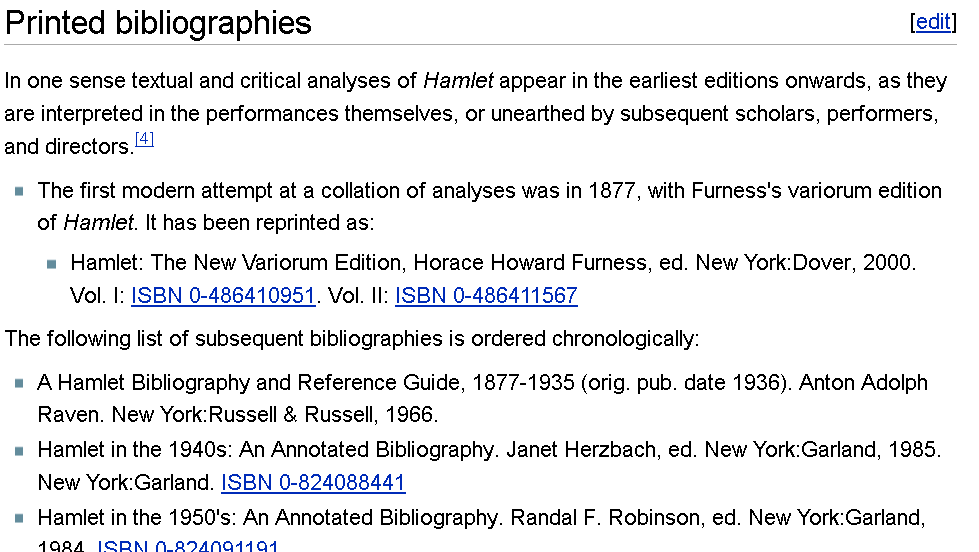 Printed bibliographies
[edit]
In one sense textual and critical analyses of Hamlet appear in the earliest editions onwards, as they
are interpreted in the performances themselves, or unearthed by subsequent scholars, performers,
and directors.[4]
The first modern attempt at a collation of analyses was in 1877, with Furness's variorum edition
of Hamlet. It has been reprinted as:
Hamlet: The New Variorum Edition, Horace Howard Furness, ed. New York:Dover, 2000.
Vol. I: ISBN 0-486410951. Vol. II: ISBN 0-486411567
The following list of subsequent bibliographies is ordered chronologically:
A Hamlet Bibliography and Reference Guide, 1877-1935 (orig. pub. date 1936). Anton Adolph
Raven. New York:Russell & Russell, 1966.
Hamlet in the 1940s: An Annotated Bibliography. Janet Herzbach, ed. New York:Garland, 1985.
New York:Garland. ISBN 0-824088441
Hamlet in the 1950's: An Annotated Bibliography. Randal F. Robinson, ed. New York:Garland,
1984. ISBN 0-824091191